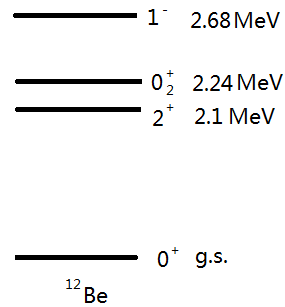 1⁻ 2.68 MeV
0₂⁺ 2.24 MeV
2⁺ 2.1 MeV
0⁺ g.s.
¹²Be